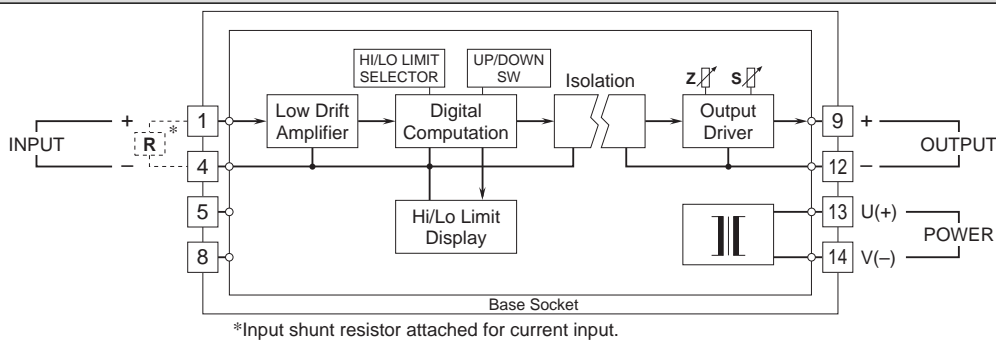 HI/LO LIMIT
SELECTOR
UP/DOWN
SW
Isolation
Z
S
INPUT
+
R
*
–
1
4
5
8
Low Drift
Amplifier
Digital
Computation
Output
Driver
Hi/Lo Limit
Display
9
+
12
–
OUTPUT
13
U(+)
14
V(–)
POWER
Base Socket
*Input shunt resistor attached for current input.